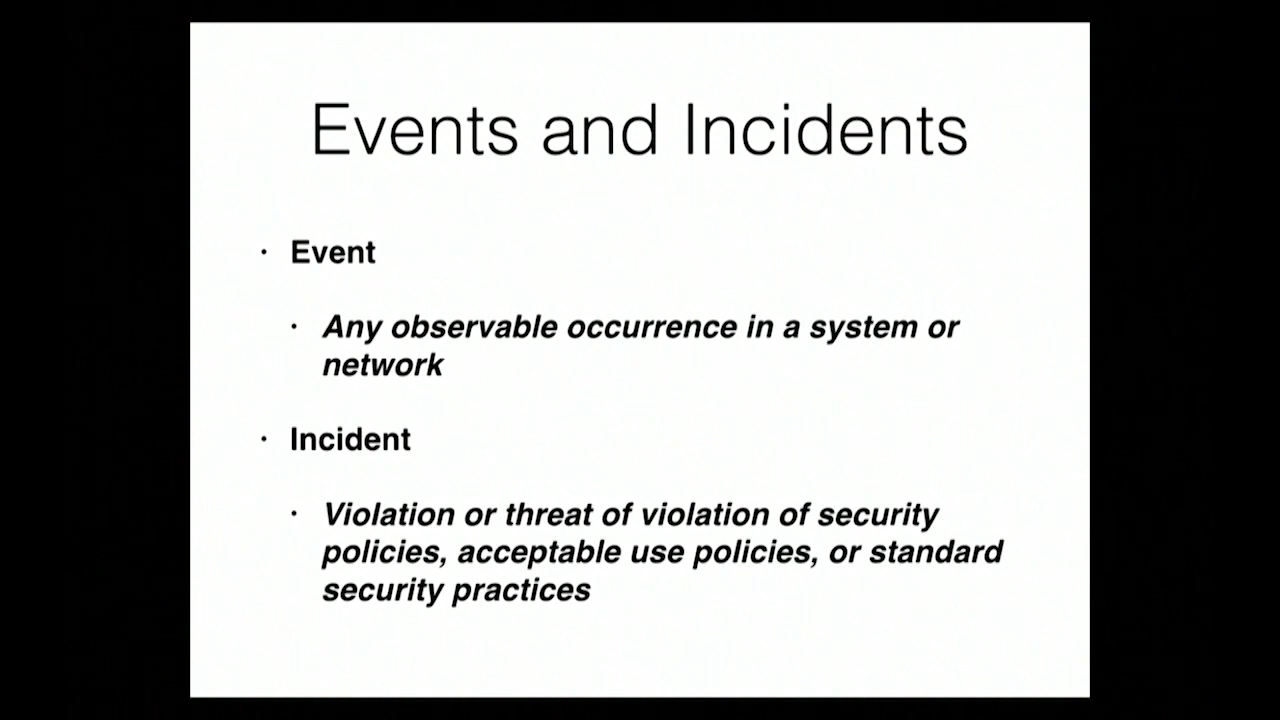 Events and Incidents
· Event
· Any observable occurrence in a system or
network
· Incident
· Violation or threat of violation of security
policies, acceptable use policies, or standard
security practices